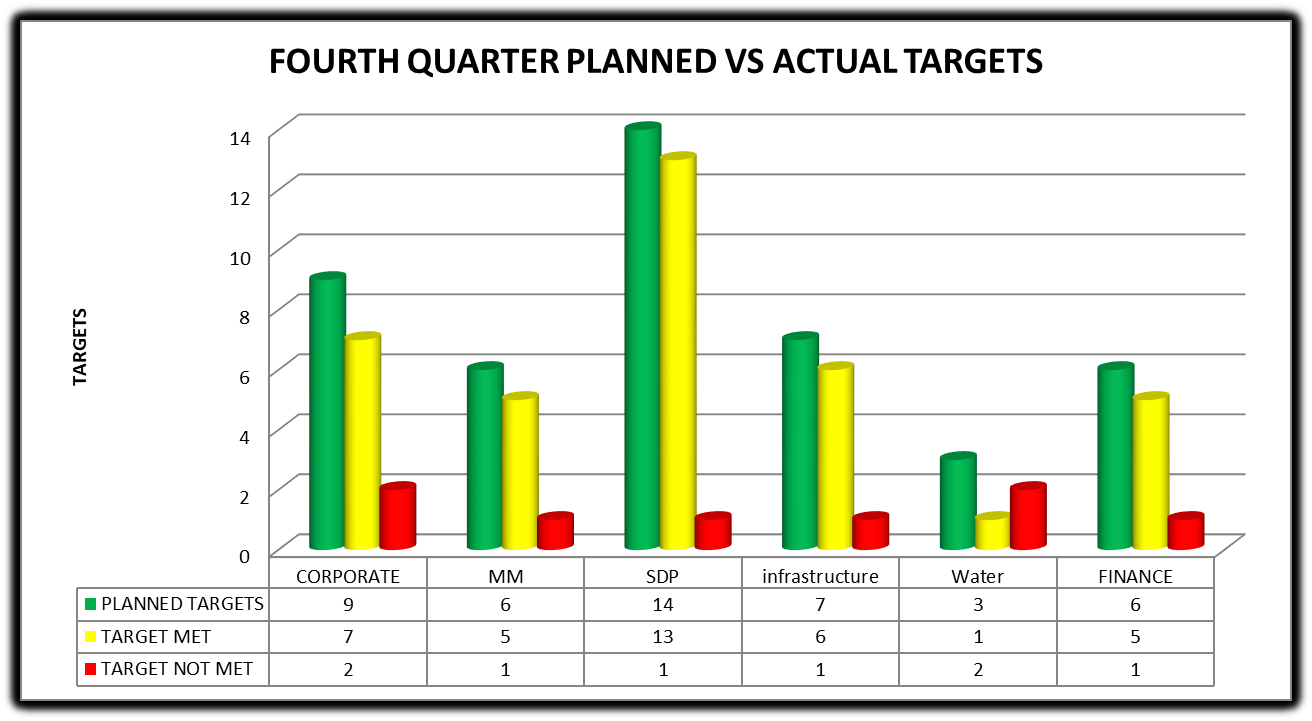 FOURTH QUARTER PLANNED VS ACTUAL TARGETS
TARGETS
14
12
10
8
6
4
2
0
CORPORATE MM SDP infrastructure Water FINANCE
PLANNED TARGETS 9 6 14 7 3 6
TARGET MET 7 5 13 6 1 5
TARGET NOT MET 2 1 1 1 2 1